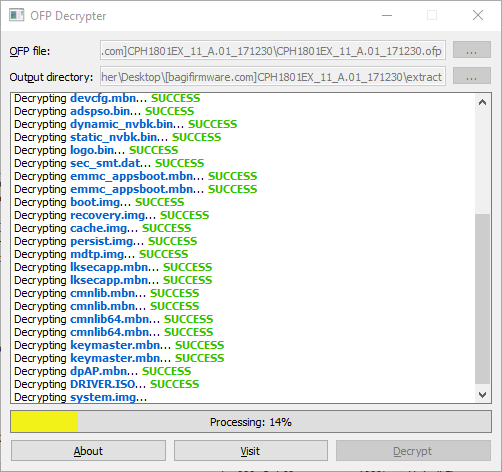 OFP Decrypter
OFP file: .com]CPH1801EX_11_A.01_171230\CPH1801EX_11_A.01_171230.ofp ...
Output directory: her\Desktop\[bagifirmware.com]CPH1801EX_11_A.01_171230\extract ...
Decrypting devcfg.mbn... SUCCESS
Decrypting adspso.bin... SUCCESS
Decrypting dynamic_nvbk.bin... SUCCESS
Decrypting static_nvbk.bin... SUCCESS
Decrypting logo.bin... SUCCESS
Decrypting sec_smt.dat... SUCCESS
Decrypting emmc_appsboot.mbn... SUCCESS
Decrypting emmc_appsboot.mbn... SUCCESS
Decrypting boot.img... SUCCESS
Decrypting recovery.img... SUCCESS
Decrypting cache.img... SUCCESS
Decrypting persist.img... SUCCESS
Decrypting mdtp.img... SUCCESS
Decrypting lksecapp.mbn... SUCCESS
Decrypting lksecapp.mbn... SUCCESS
Decrypting cmnlib.mbn... SUCCESS
Decrypting cmnlib.mbn... SUCCESS
Decrypting cmnlib64.mbn... SUCCESS
Decrypting cmnlib64.mbn... SUCCESS
Decrypting keymaster.mbn... SUCCESS
Decrypting keymaster.mbn... SUCCESS
Decrypting dpAP.mbn... SUCCESS
Decrypting DRIVER.ISO... SUCCESS
Decrypting system.img...
Processing: 14%
About Visit Decrypt